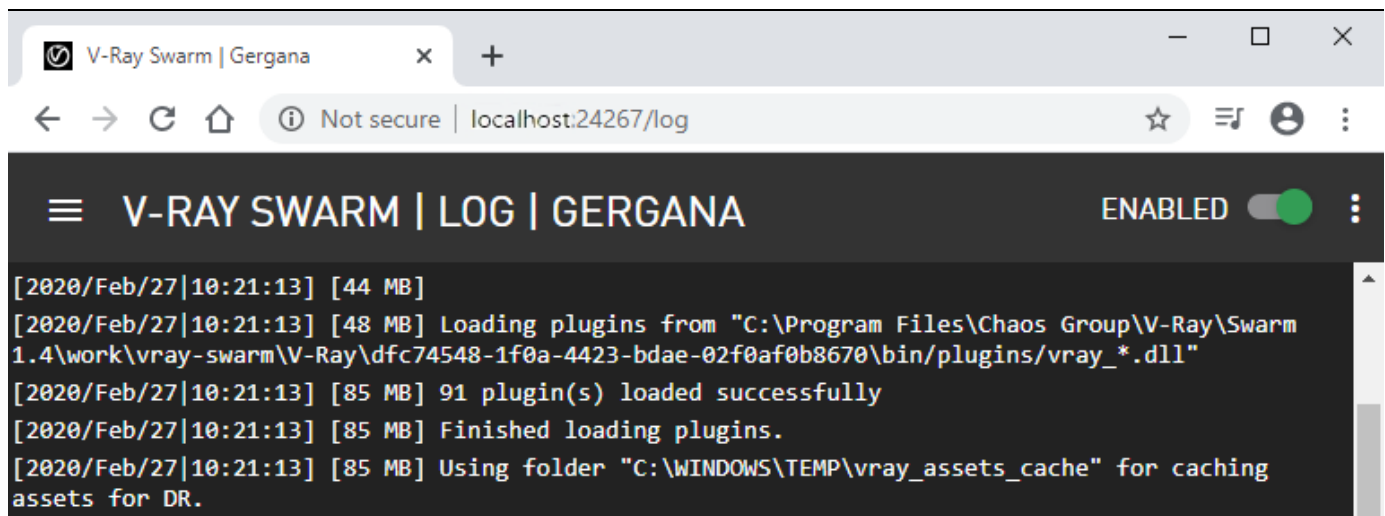 V-Ray Swarm | Gergana
Not secure | localhost:24267/log
V-RAY SWARM | LOG | GERGANA ENABLED
[2020/Feb/27|10:21:13] [44 MB]
[2020/Feb/27|10:21:13] [48 MB] Loading plugins from "C:\Program Files\Chaos Group\V-Ray\Swarm
1.4\work\vray-swarm\V-Ray\dfc74548-1f0a-4423-bdae-02f0af0b8670\bin/plugins/vray_*.dll"
[2020/Feb/27|10:21:13] [85 MB] 91 plugin(s) loaded successfully
[2020/Feb/27|10:21:13] [85 MB] Finished loading plugins.
[2020/Feb/27|10:21:13] [85 MB] Using folder "C:\WINDOWS\TEMP\vray_assets_cache" for caching
assets for DR.